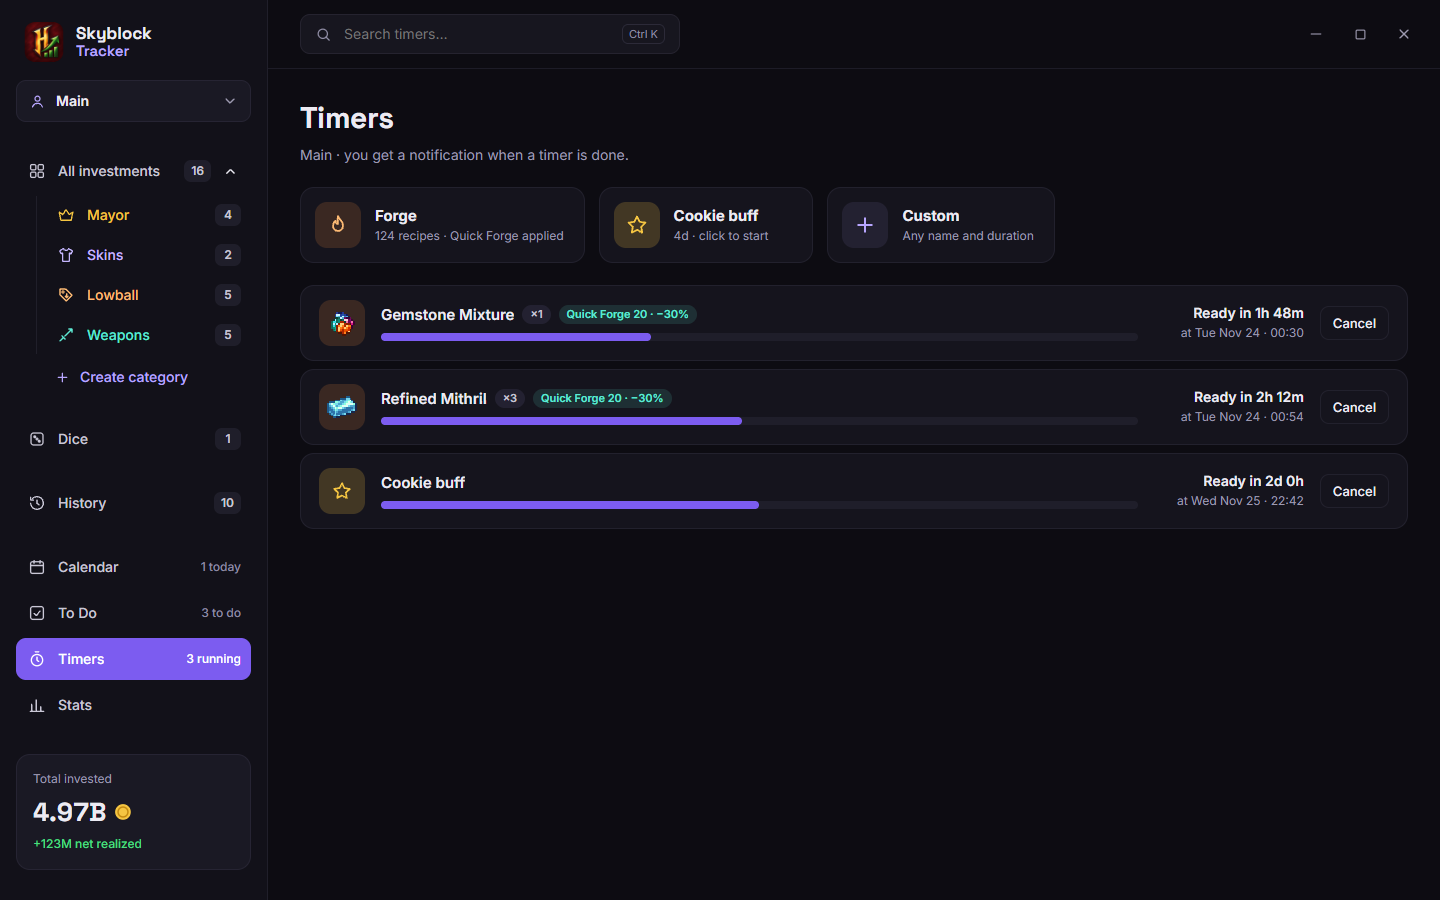 Skyblock
Tracker
Search timers...
Ctrl K
Main
Timers
Main · you get a notification when a timer is done.
All investments 16
Mayor 4
Skins 2
Lowball 5
Weapons 5
Create category
Dice 1
History 10
Calendar 1 today
To Do 3 to do
Timers 3 running
Stats
Total invested
4.97B
+123M net realized
Forge
124 recipes · Quick Forge applied
Cookie buff
4d · click to start
Custom
Any name and duration
Gemstone Mixture ×1 Quick Forge 20 · −30%
Ready in 1h 48m
at Tue Nov 24 · 00:30
Cancel
Refined Mithril ×3 Quick Forge 20 · −30%
Ready in 2h 12m
at Tue Nov 24 · 00:54
Cancel
Cookie buff
Ready in 2d 0h
at Wed Nov 25 · 22:42
Cancel